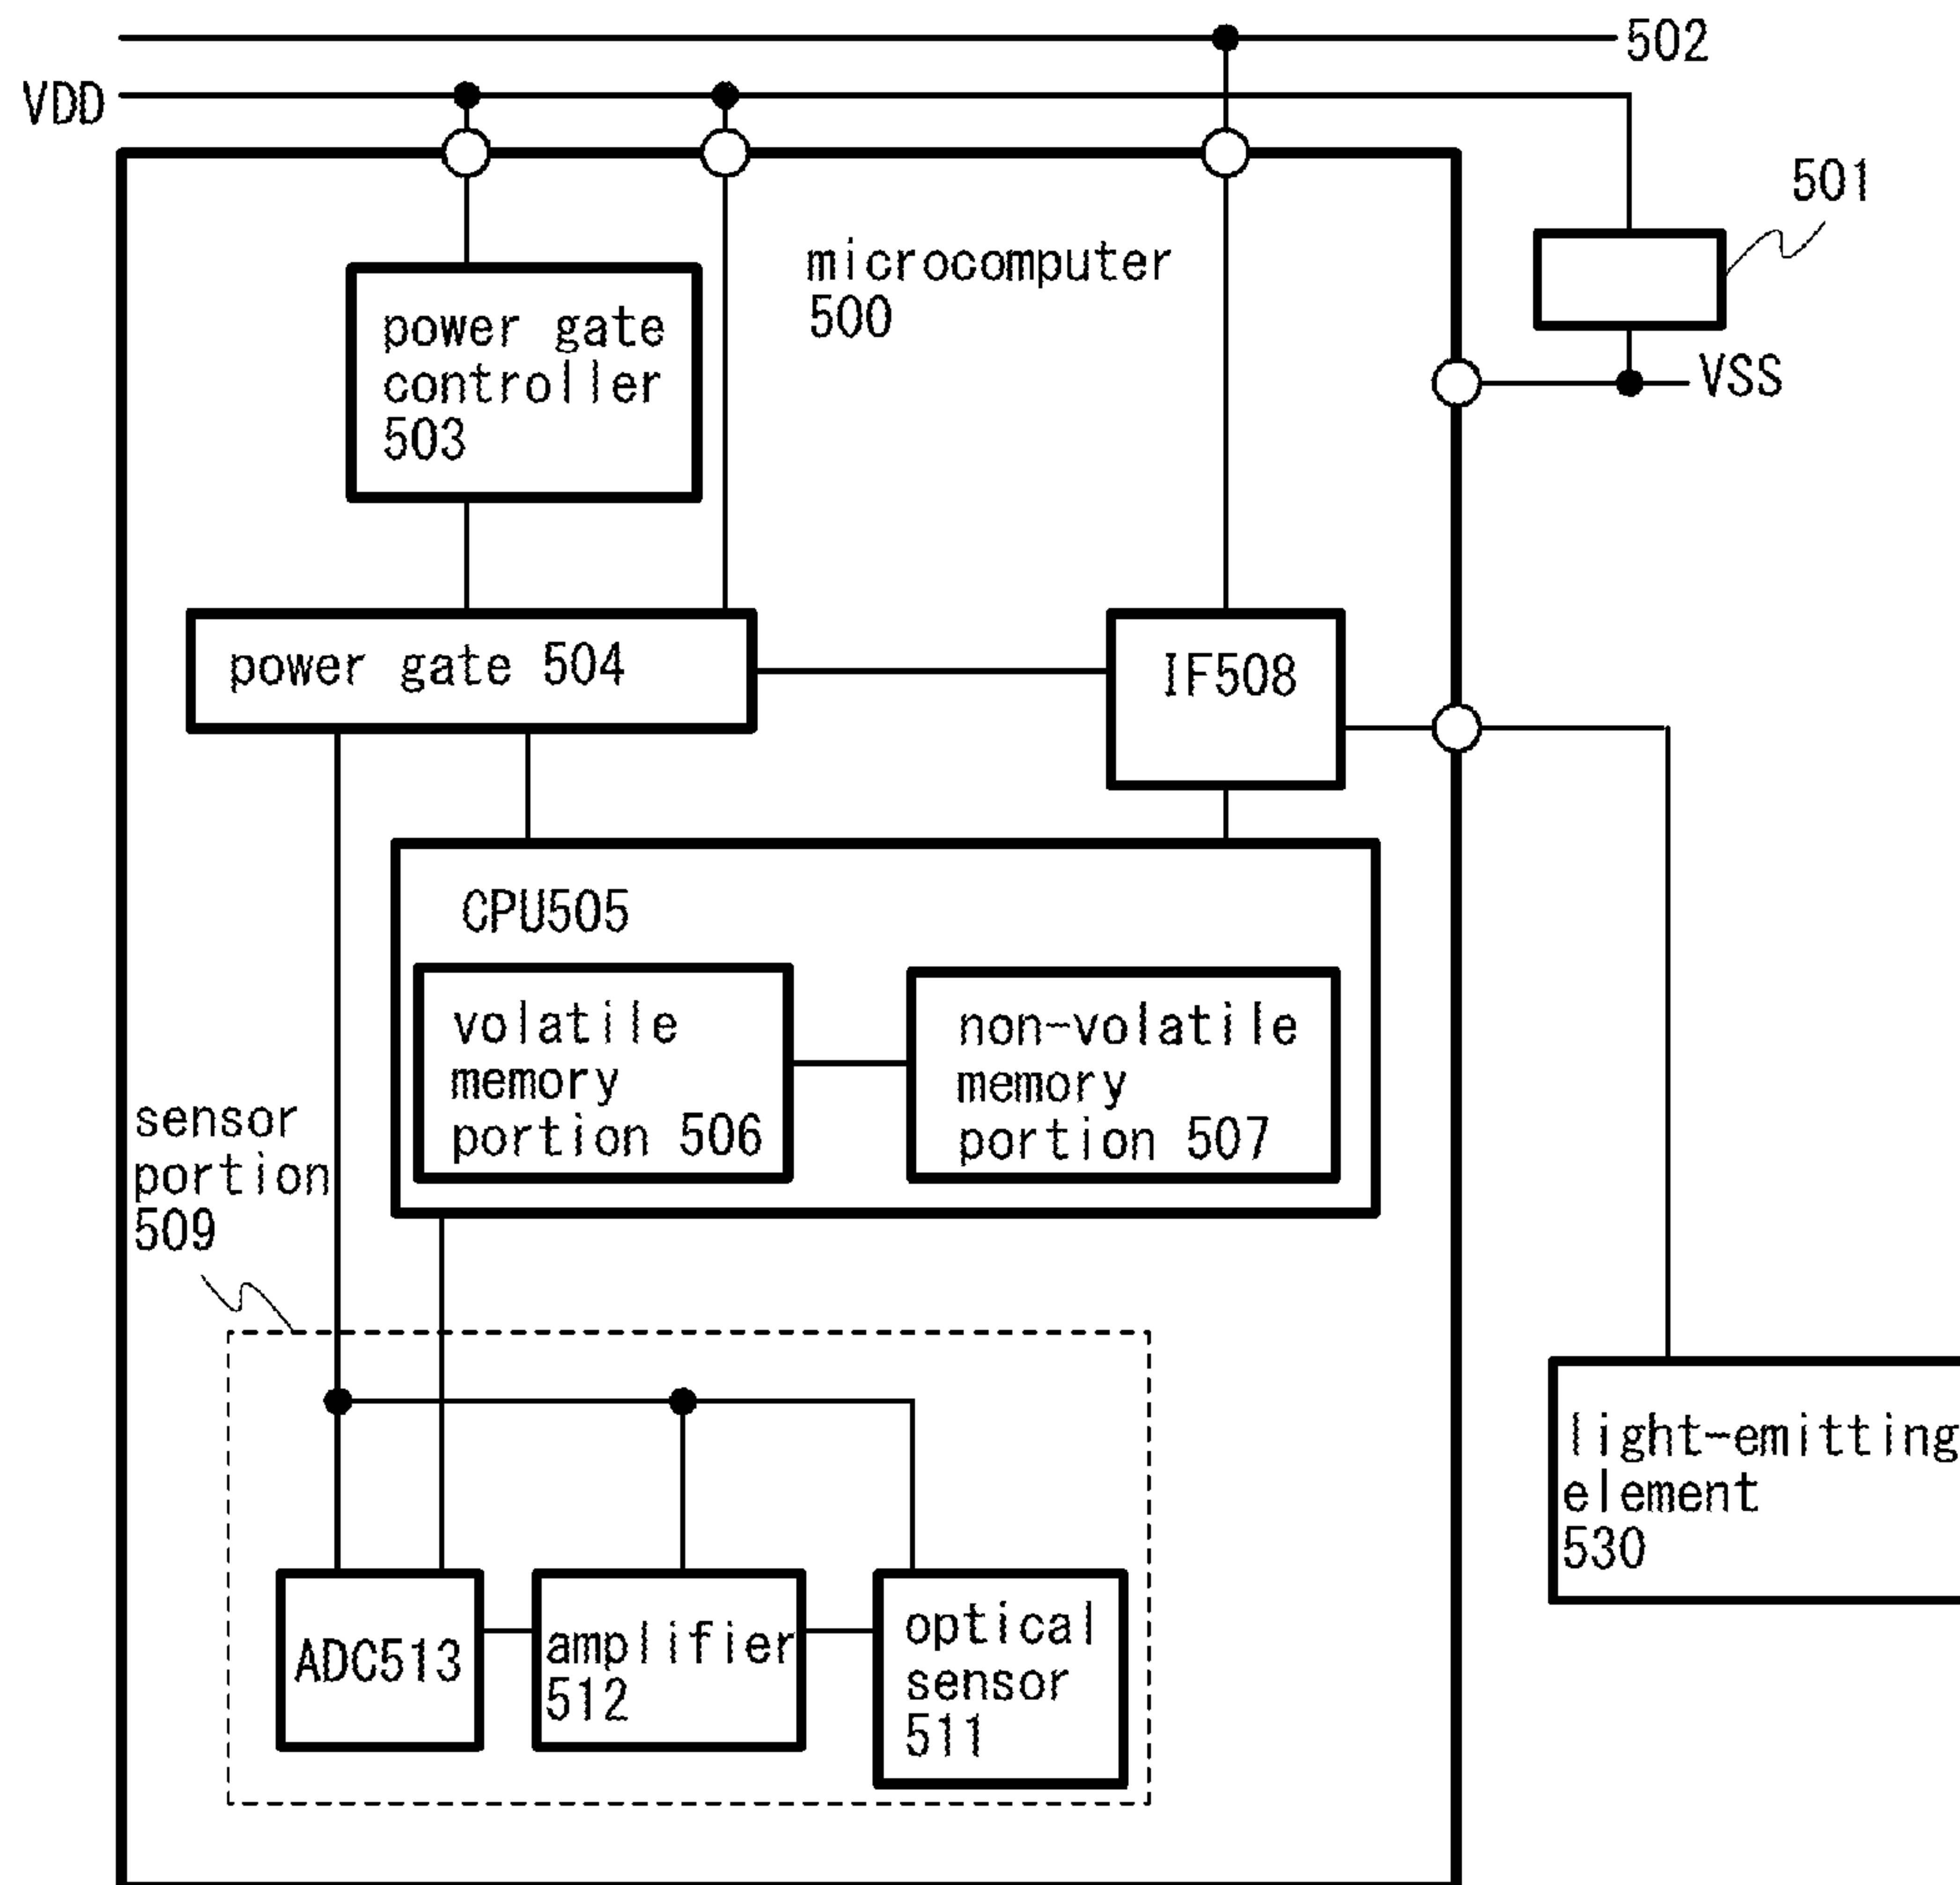 502
VDD
501
microcomputer
500
power gate
controller
503
VSS
power gate 504
IF508
CPU505
volatile
memory
portion 506
non-volatile
memory
portion 507
sensor
portion
509
light-emitting
element
530
ADC513
amplifier
512
optical
sensor
511